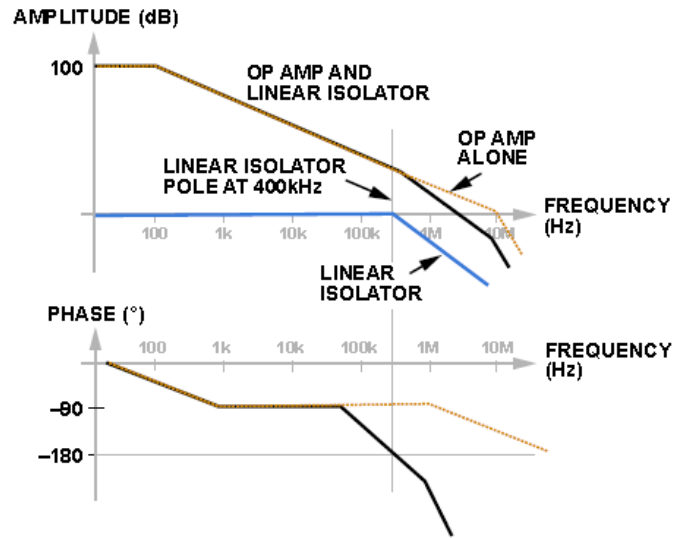 AMPLITUDE (dB)
100
OP AMP AND
LINEAR ISOLATOR
OP AMP
ALONE
LINEAR ISOLATOR
POLE AT 400kHz
FREQUENCY
(Hz)
100 1k 10k 100k 1M 10M
LINEAR
ISOLATOR
PHASE (°)
100 1k 10k 100k 1M 10M
FREQUENCY
(Hz)
–90
–180